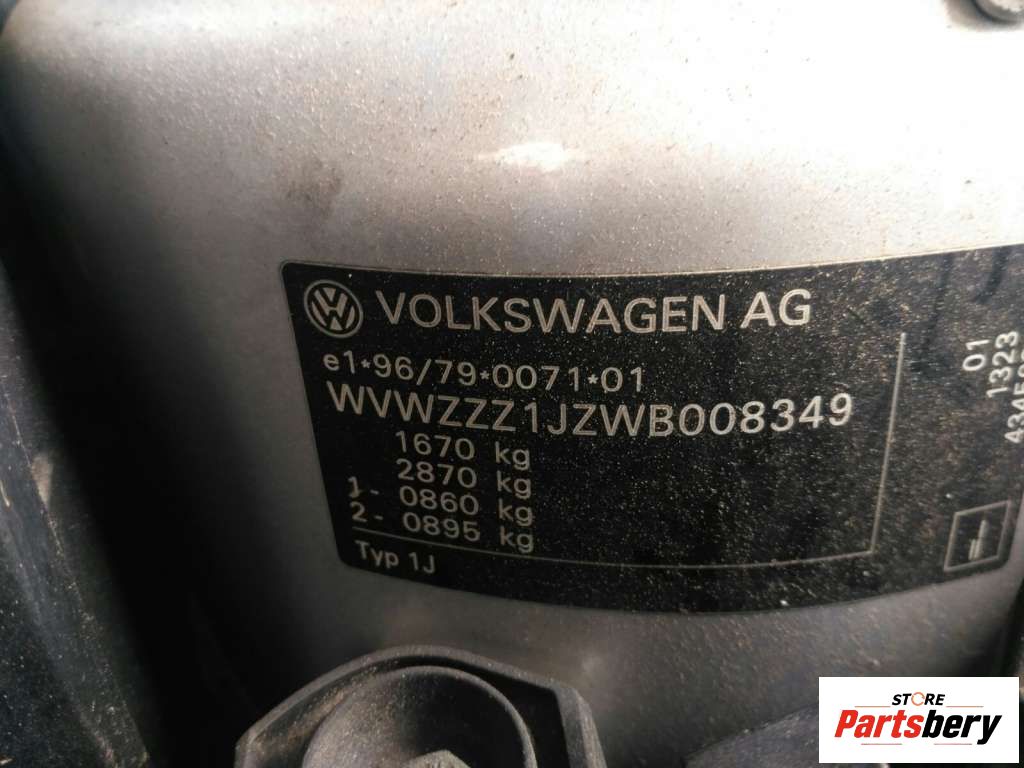 VOLKSWAGEN AG
e1*96/79*0071*01
WVWZZZ1JZWB008349
1670 kg
2870 kg
1- 0860 kg
2- 0895 kg
Typ 1J
01
1323
STORE
Partsbery